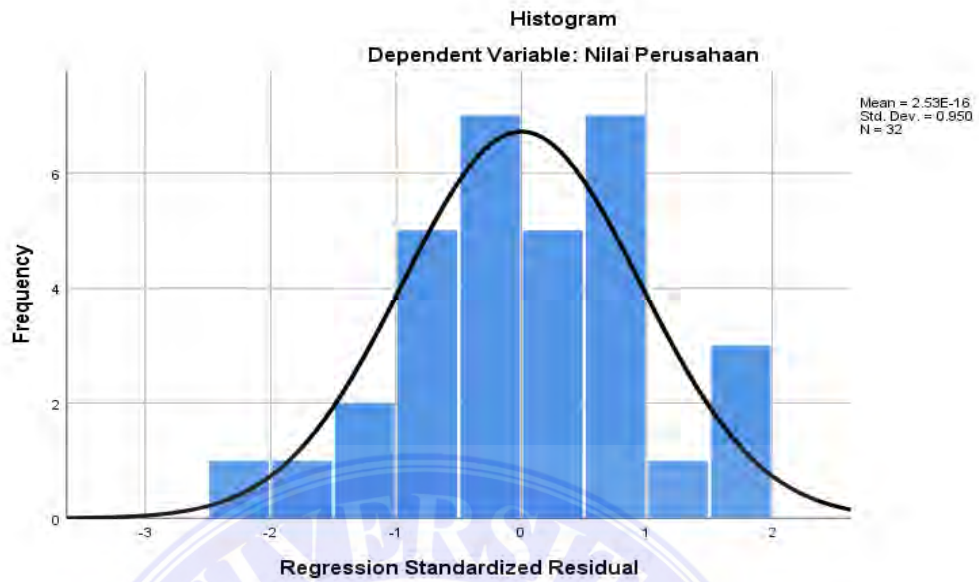 Histogram
Dependent Variable: Nilai Perusahaan
Mean = 2.53E-16
Std. Dev. = 0.950
N = 32
Frequency
6
4
2
0
-3 -2 -1 0 1 2
Regression Standardized Residual